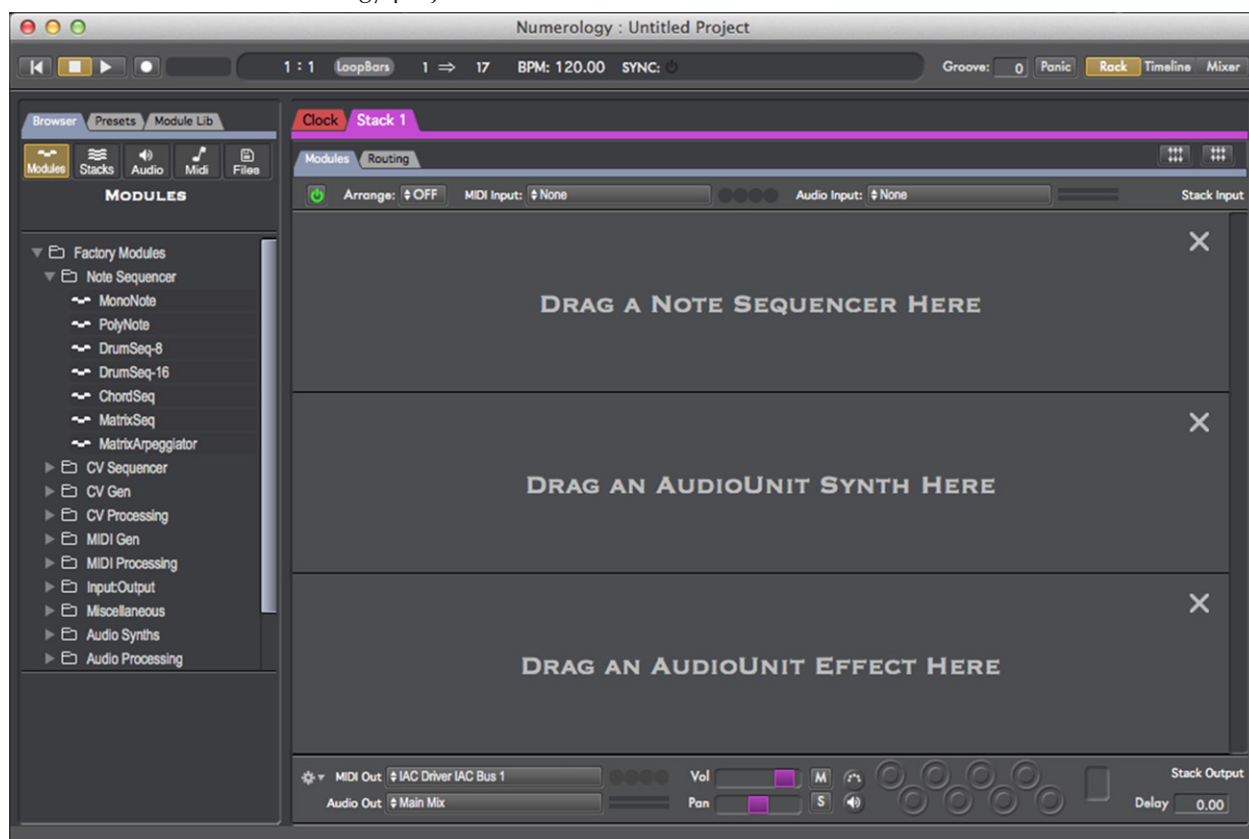 Numerology : Untitled Project
1 : 1 LoopBars 1 ⇒ 17 BPM: 120.00 SYNC: Groove: 0 Panic Rack Timeline Mixer
Browser Presets Module Lib
Clock Stack 1
Modules Stacks Audio Midi Files
Modules Routing
MODULES
Arrange: OFF MIDI Input: None Audio Input: None Stack Input
Factory Modules
Note Sequencer
MonoNote
PolyNote
DrumSeq-8
DrumSeq-16
ChordSeq
MatrixSeq
MatrixArpeggiator
CV Sequencer
CV Gen
CV Processing
MIDI Gen
MIDI Processing
Input:Output
Miscellaneous
Audio Synths
Audio Processing
DRAG A NOTE SEQUENCER HERE
DRAG AN AUDIOUNIT SYNTH HERE
DRAG AN AUDIOUNIT EFFECT HERE
MIDI Out IAC Driver IAC Bus 1 Vol M Stack Output
Audio Out Main Mix Pan S Delay 0.00